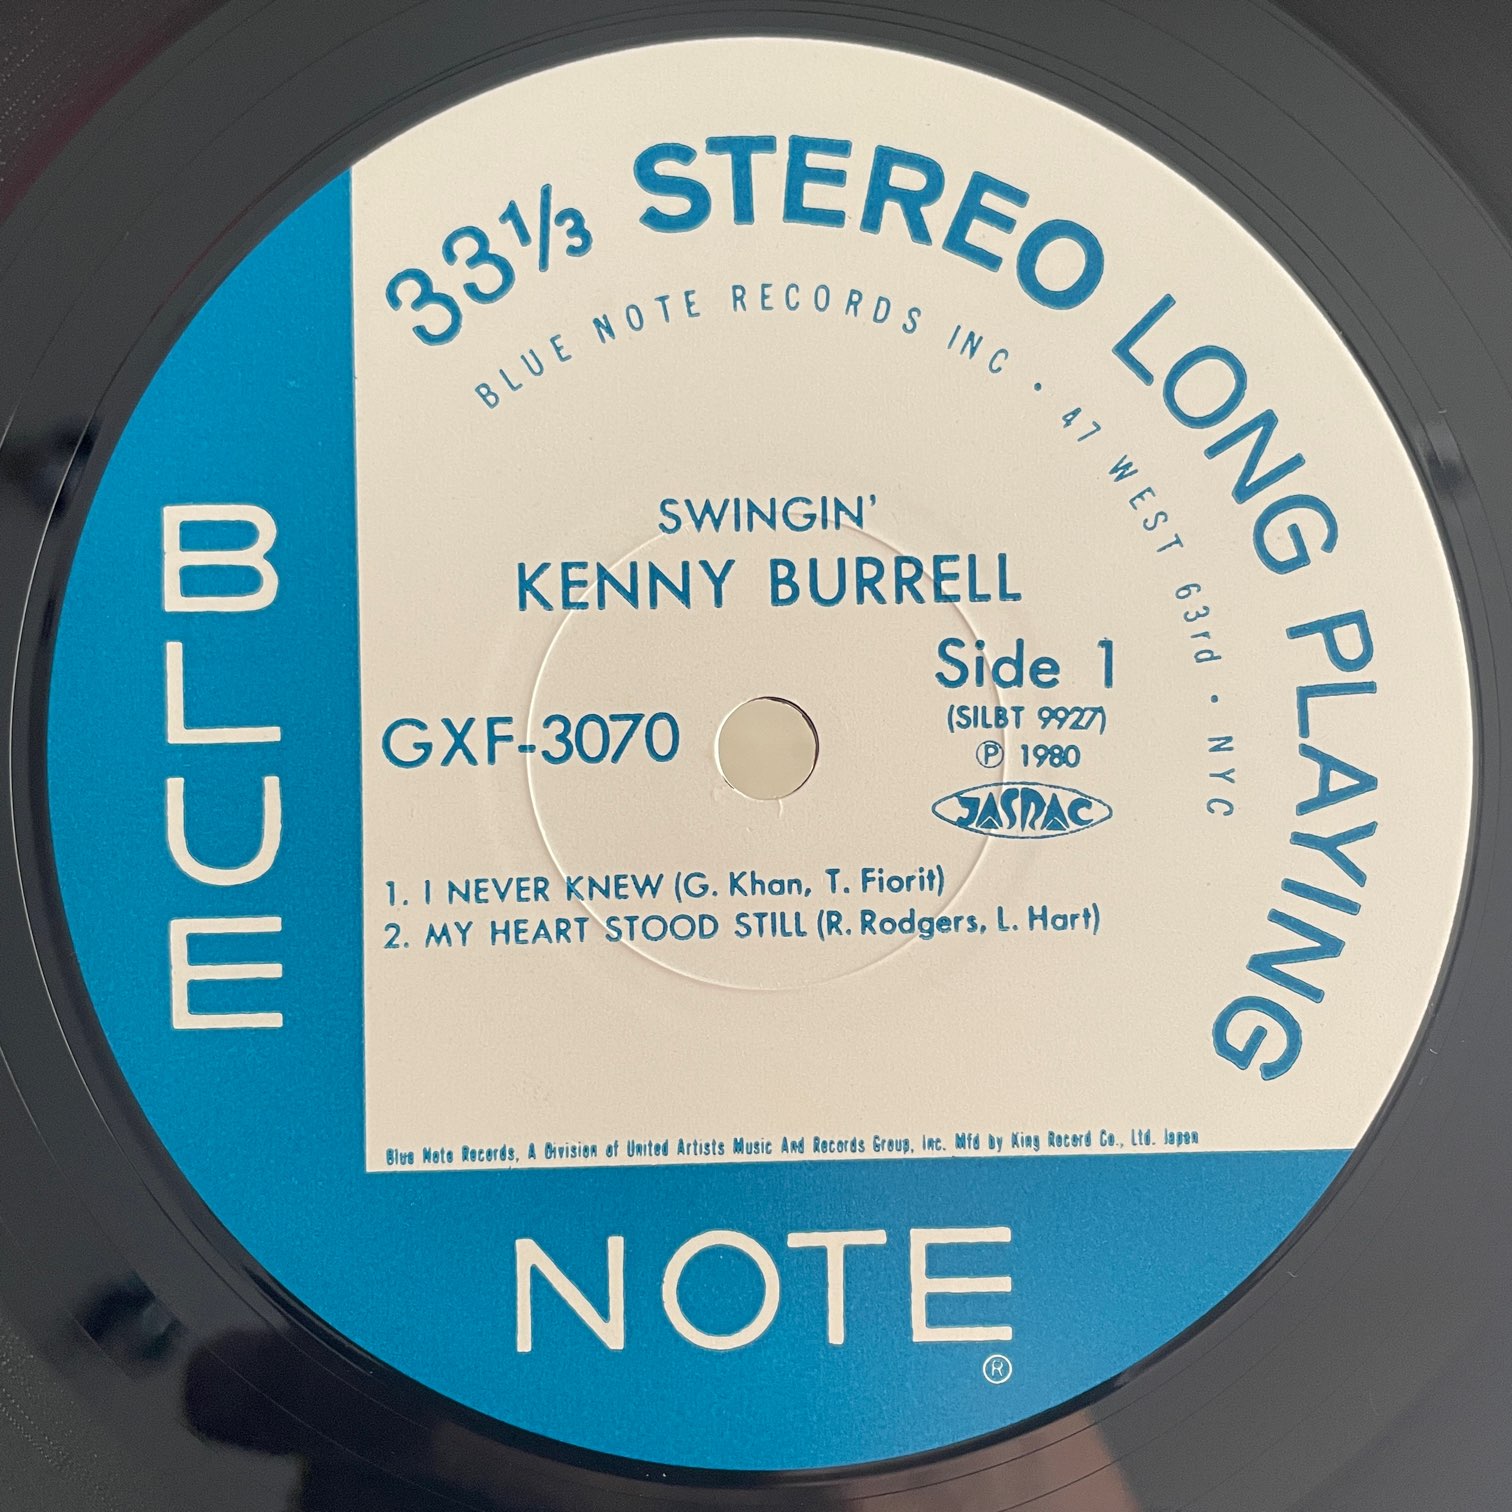 33⅓ STEREO LONG PLAYING
BLUE NOTE RECORDS INC • 47 WEST 63rd • NYC
SWINGIN'
KENNY BURRELL
Side 1
GXF-3070
(SILBT 9927)
Ⓟ 1980
JASRAC
1. I NEVER KNEW (G. Khan, T. Fiorit)
2. MY HEART STOOD STILL (R. Rodgers, L. Hart)
Blue Note Records, A Division of United Artists Music And Records Group, Inc. Mfd by King Record Co., Ltd. Japan
BLUE
NOTE
®